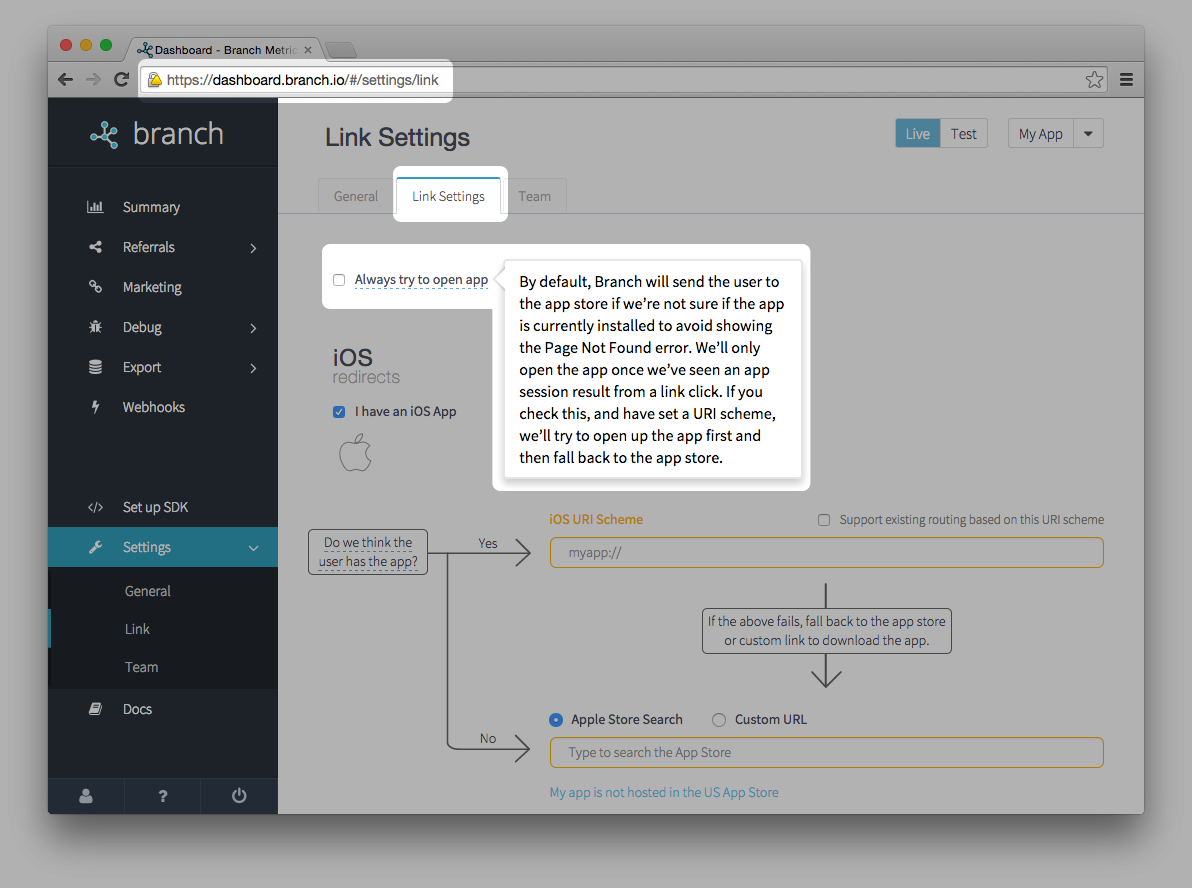 Dashboard - Branch Metric
https://dashboard.branch.io/#/settings/link
branch
Summary
Referrals
Marketing
Debug
Export
Webhooks
</> Set up SDK
Settings
General
Link
Team
Docs
?
Link Settings
Live Test My App
General Link Settings Team
Always try to open app
By default, Branch will send the user to
the app store if we’re not sure if the app
is currently installed to avoid showing
the Page Not Found error. We’ll only
open the app once we’ve seen an app
session result from a link click. If you
check this, and have set a URI scheme,
we’ll try to open up the app first and
then fall back to the app store.
iOS
redirects
I have an iOS App
iOS URI Scheme
Support existing routing based on this URI scheme
Do we think the
user has the app?
Yes
myapp://
If the above fails, fall back to the app store
or custom link to download the app.
Apple Store Search Custom URL
No
Type to search the App Store
My app is not hosted in the US App Store